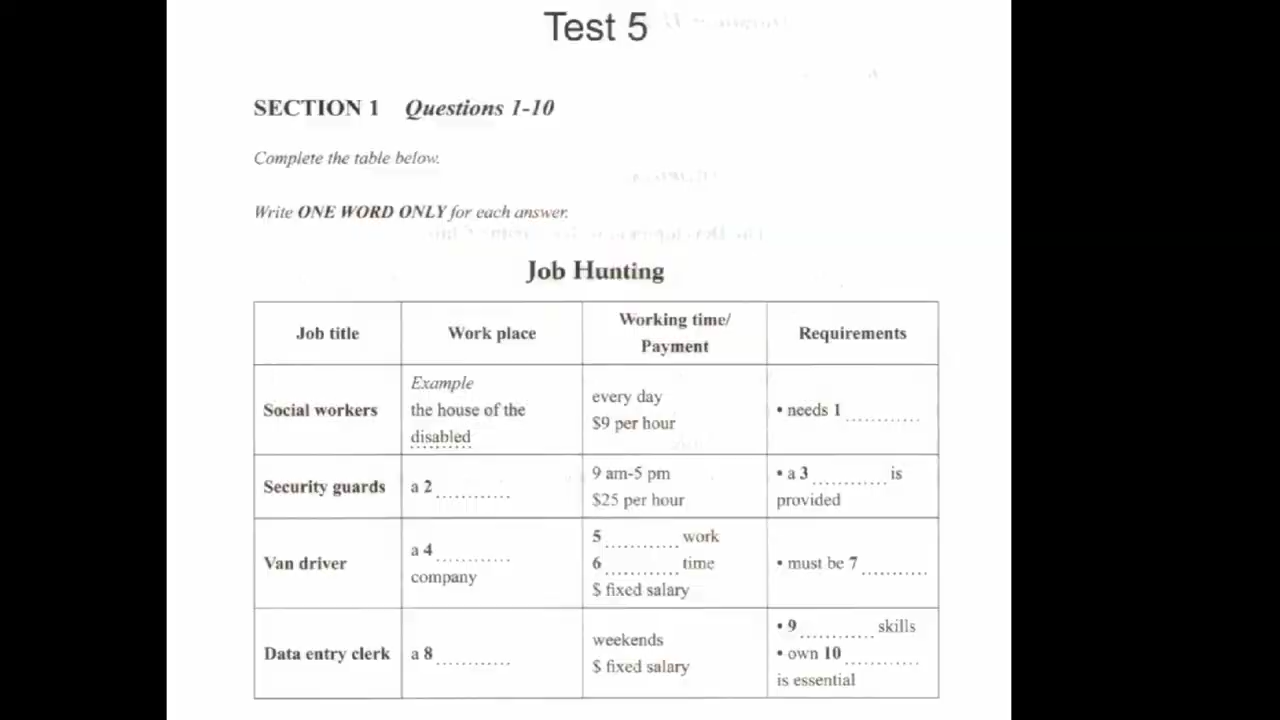 Test 5
SECTION 1 Questions 1-10
Complete the table below.
Write ONE WORD ONLY for each answer.
Job Hunting
Job title
Work place
Working time/
Payment
Requirements
Social workers
Example
the house of the
disabled
every day
$9 per hour
• needs 1 ............
Security guards
a 2 ............
9 am-5 pm
$25 per hour
• a 3 ............ is
provided
Van driver
a 4 ............
company
5 ............ work
6 ............ time
$ fixed salary
• must be 7 ............
Data entry clerk
a 8 ............
weekends
$ fixed salary
• 9 ............ skills
• own 10 ............
is essential